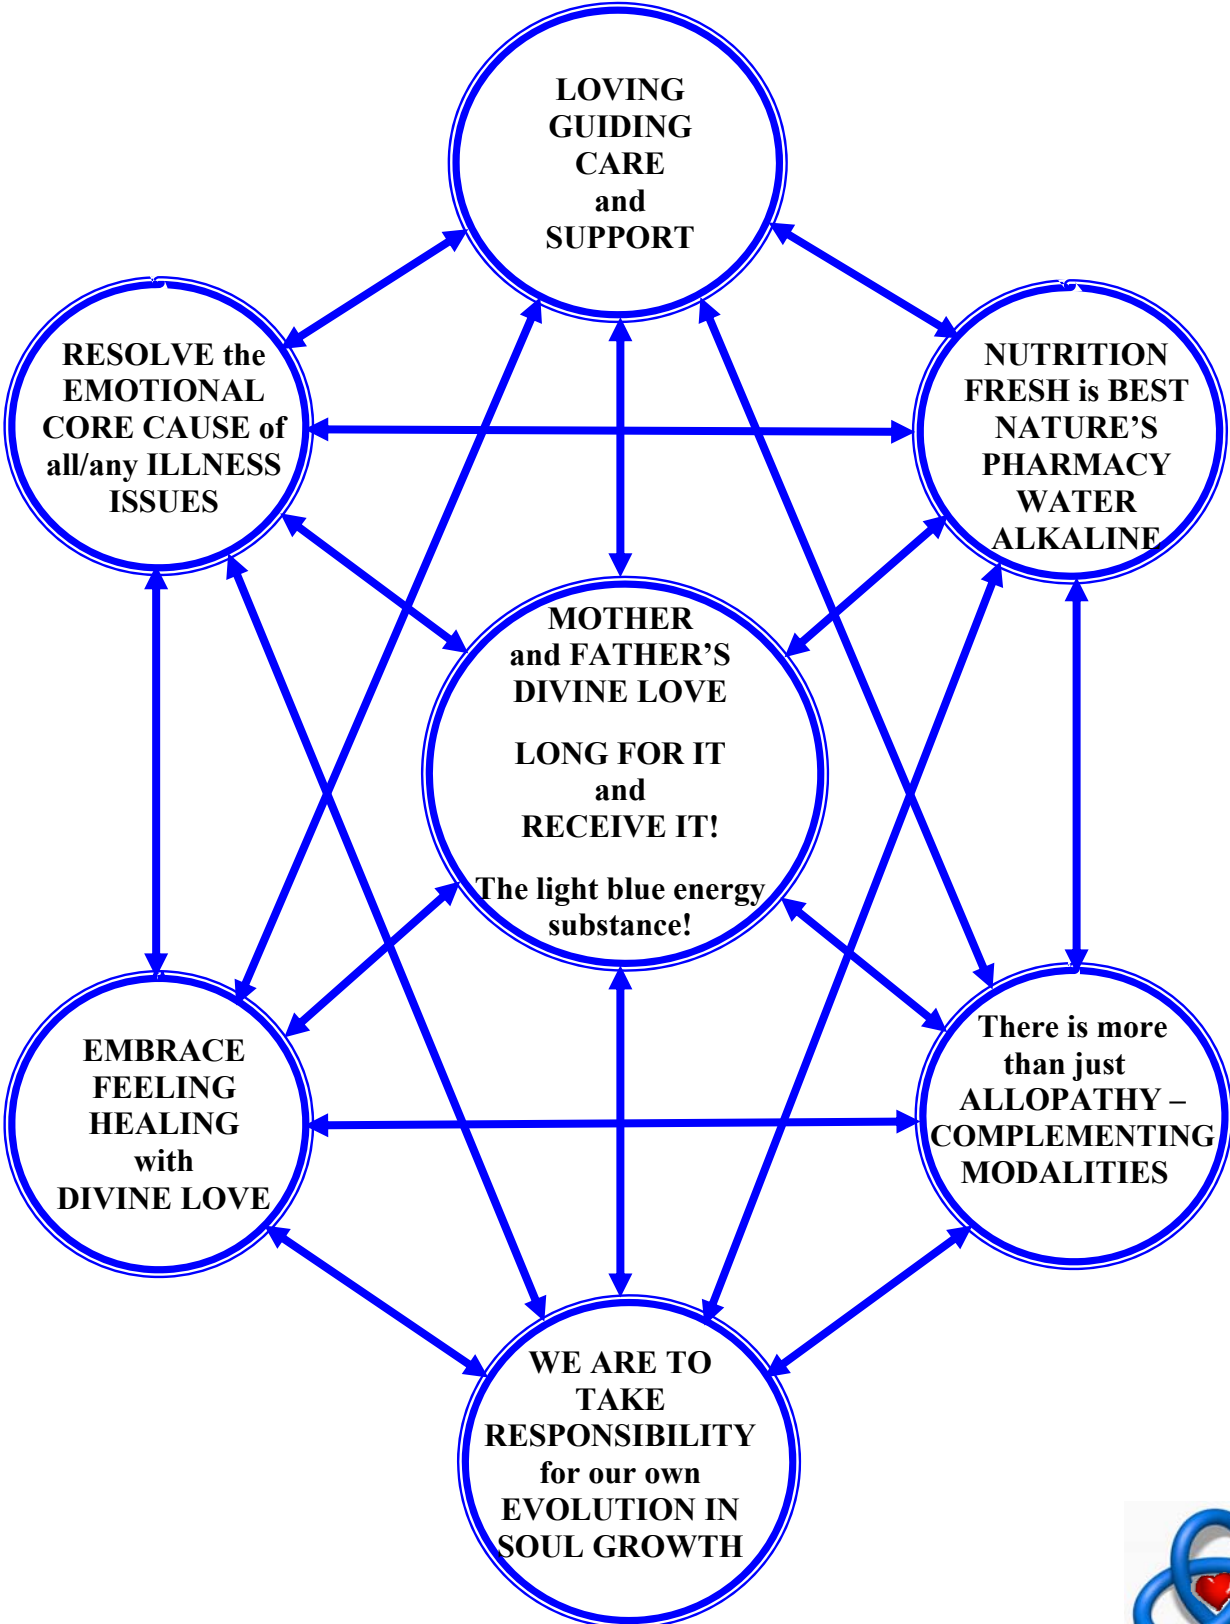 LOVING
GUIDING
CARE
and
SUPPORT
RESOLVE the
EMOTIONAL
CORE CAUSE of
all/any ILLNESS
ISSUES
NUTRITION
FRESH is BEST
NATURE’S
PHARMACY
WATER
ALKALINE
MOTHER
and FATHER’S
DIVINE LOVE
LONG FOR IT
and
RECEIVE IT!
The light blue energy
substance!
EMBRACE
FEELING
HEALING
with
DIVINE LOVE
There is more
than just
ALLOPATHY –
COMPLEMENTING
MODALITIES
WE ARE TO
TAKE
RESPONSIBILITY
for our own
EVOLUTION IN
SOUL GROWTH